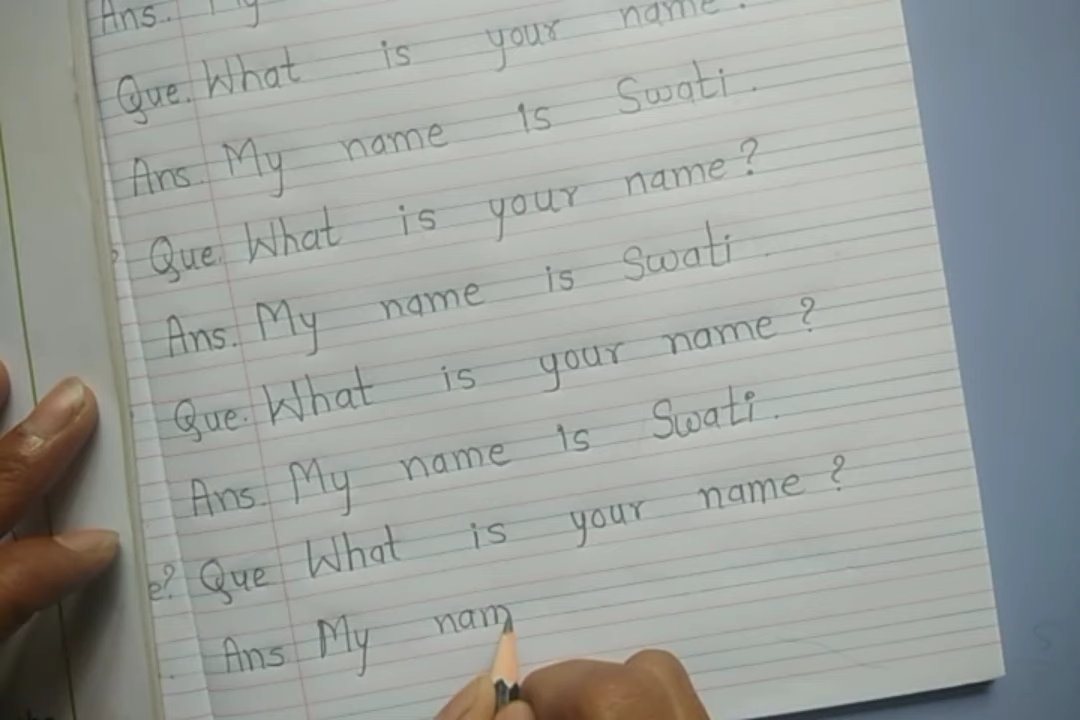 Ans. My
Que. What is your name.
Ans. My name is Swati.
Que. What is your name?
Ans. My name is Swati
Que. What is your name?
Ans. My name is Swati.
e? Que What is your name?
Ans My nam